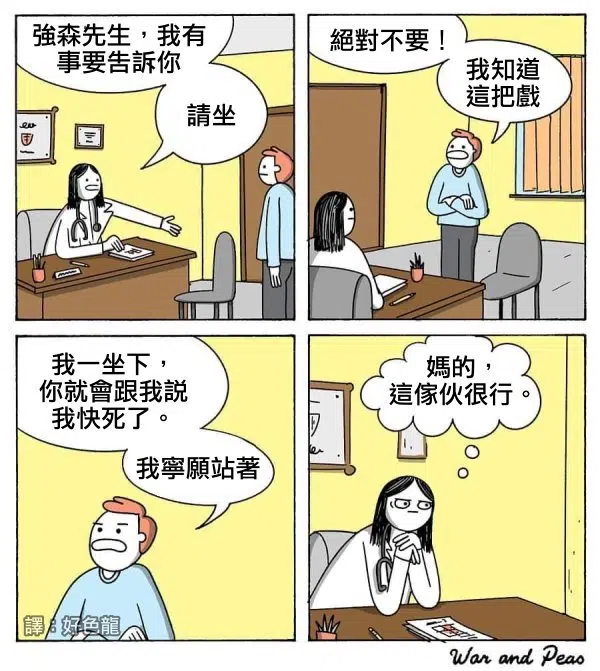 強森先生，我有
事要告訴你
請坐
絕對不要！
我知道
這把戲
我一坐下，
你就會跟我說
我快死了。
我寧願站著
媽的，
這傢伙很行。
譯：好色龍
War and Peas